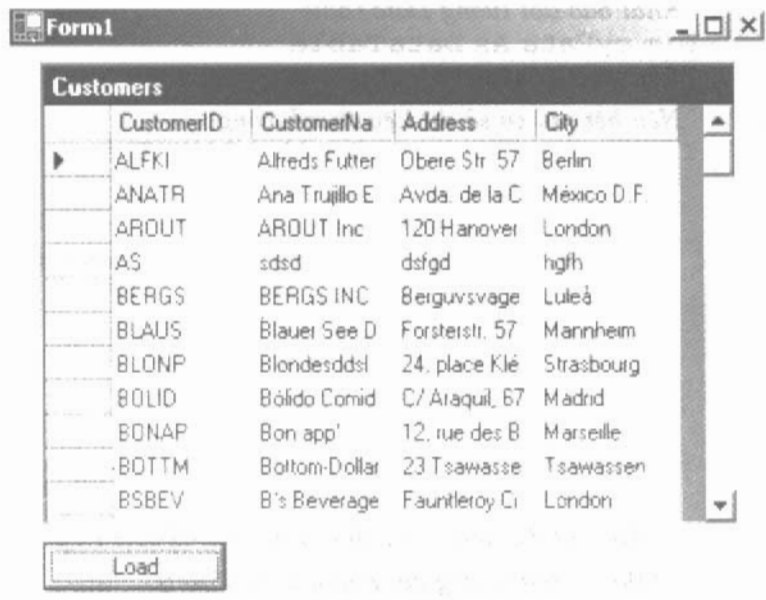 Form1
Customers
CustomerID CustomerNa Address City
ALFKI Alfreds Futter Obere Str. 57 Berlin
ANATR Ana Trujillo E Avda. de la C México D.F.
AROUT AROUT Inc 120 Hanover London
AS sdsd dsfgd hgfh
BERGS BERGS INC Berguvsvage Luleå
BLAUS Blauer See D Forsterstr. 57 Mannheim
BLONP Blondesddsl 24, place Klé Strasbourg
BOLID Bólido Comid C/ Araquil, 67 Madrid
BONAP Bon app' 12, rue des B Marseille
BOTTM Bottom-Dollar 23 Tsawasse Tsawassen
BSBEV B's Beverage Fauntleroy Ci London
Load